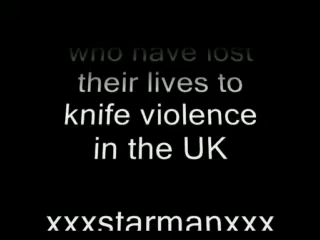 who have lost
their lives to
knife violence
in the UK
xxxstarmanxxx